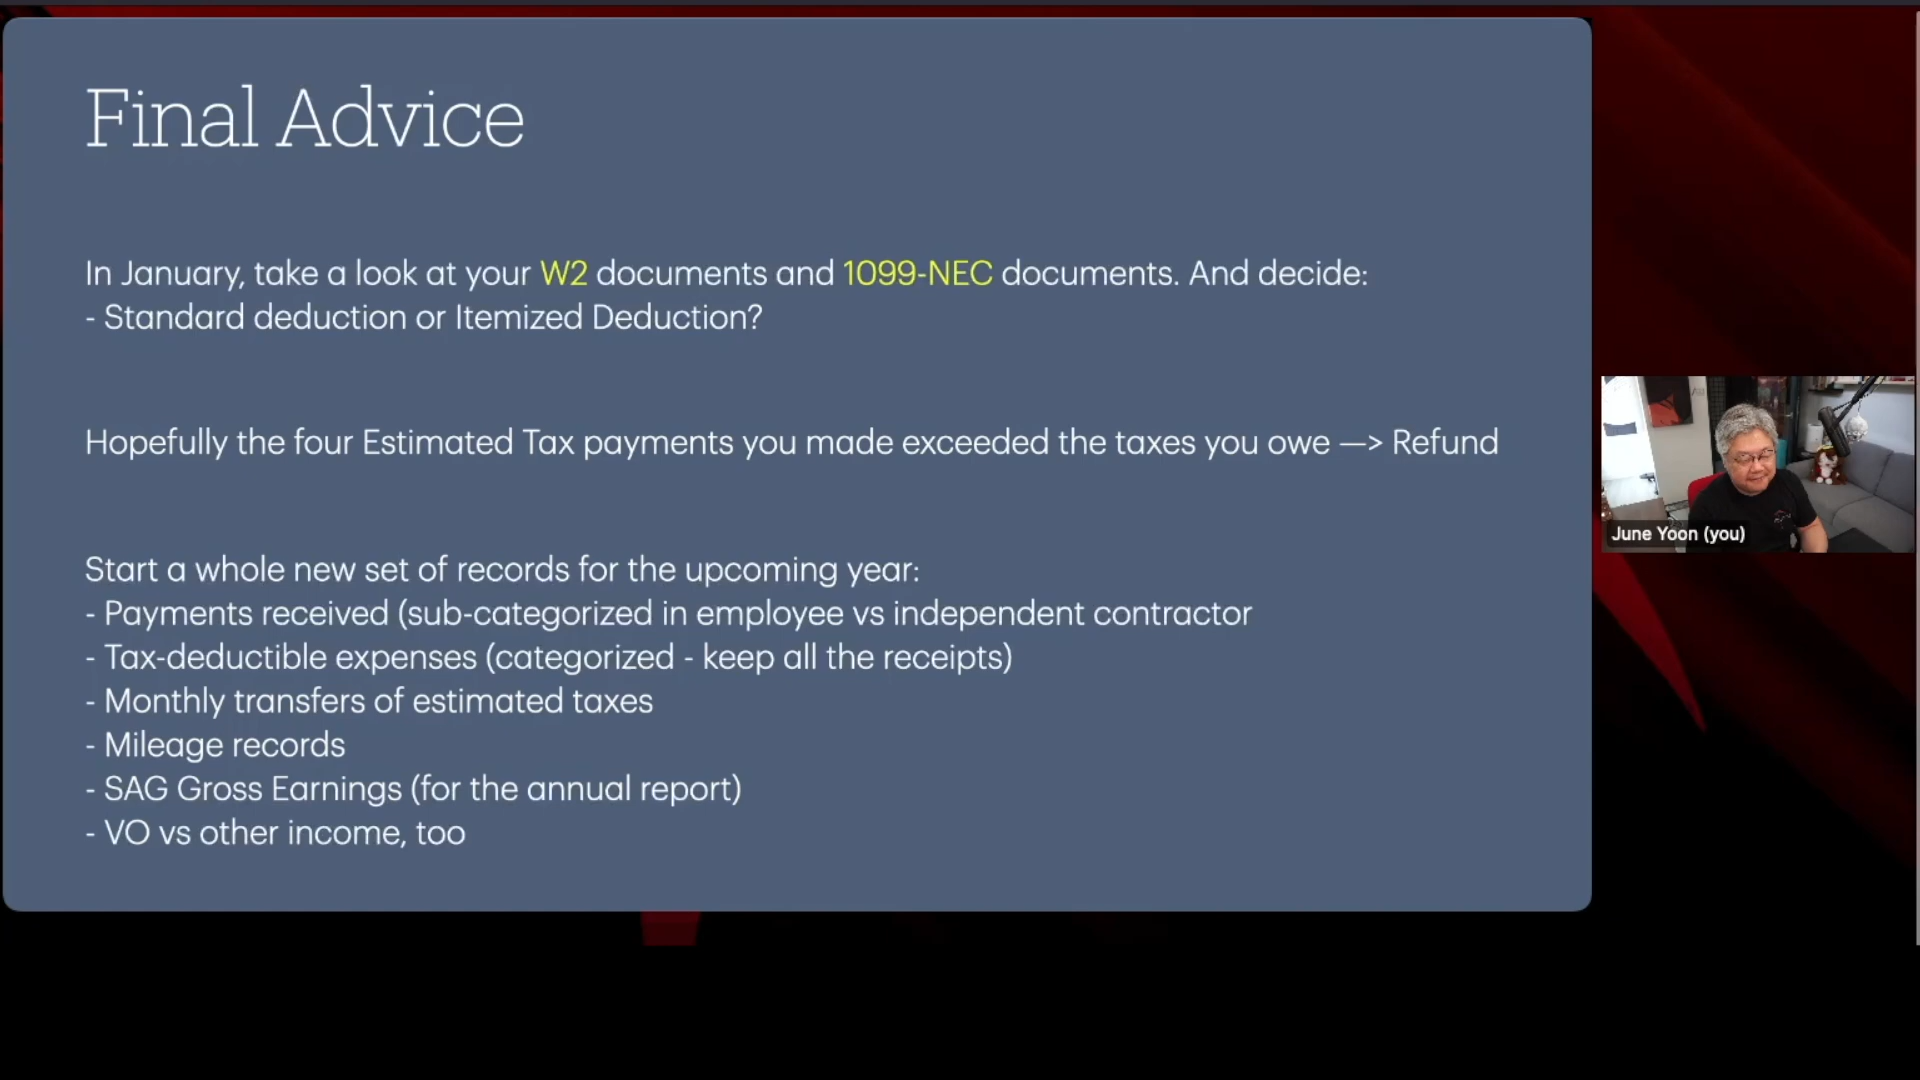 Final Advice
In January, take a look at your W2 documents and 1099-NEC documents. And decide:
- Standard deduction or Itemized Deduction?
Hopefully the four Estimated Tax payments you made exceeded the taxes you owe —> Refund
Start a whole new set of records for the upcoming year:
- Payments received (sub-categorized in employee vs independent contractor
- Tax-deductible expenses (categorized - keep all the receipts)
- Monthly transfers of estimated taxes
- Mileage records
- SAG Gross Earnings (for the annual report)
- VO vs other income, too
June Yoon (you)